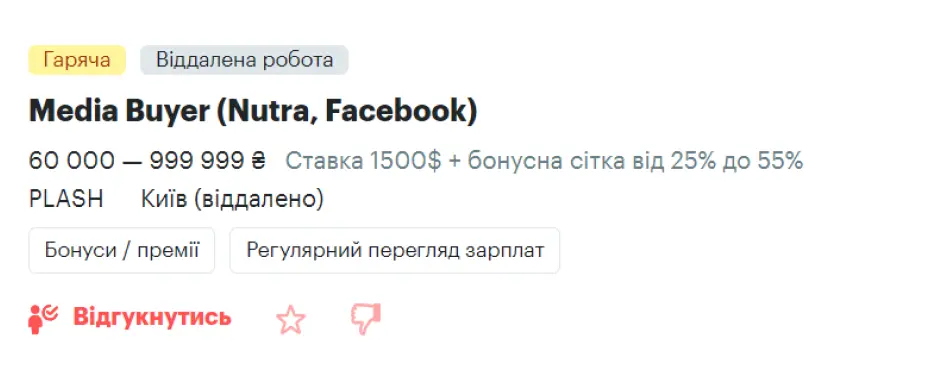 Гаряча Віддалена робота
Media Buyer (Nutra, Facebook)
60 000 — 999 999 ₴ Ставка 1500$ + бонусна сітка від 25% до 55%
PLASH Київ (віддалено)
Бонуси / премії Регулярний перегляд зарплат
Відгукнутись